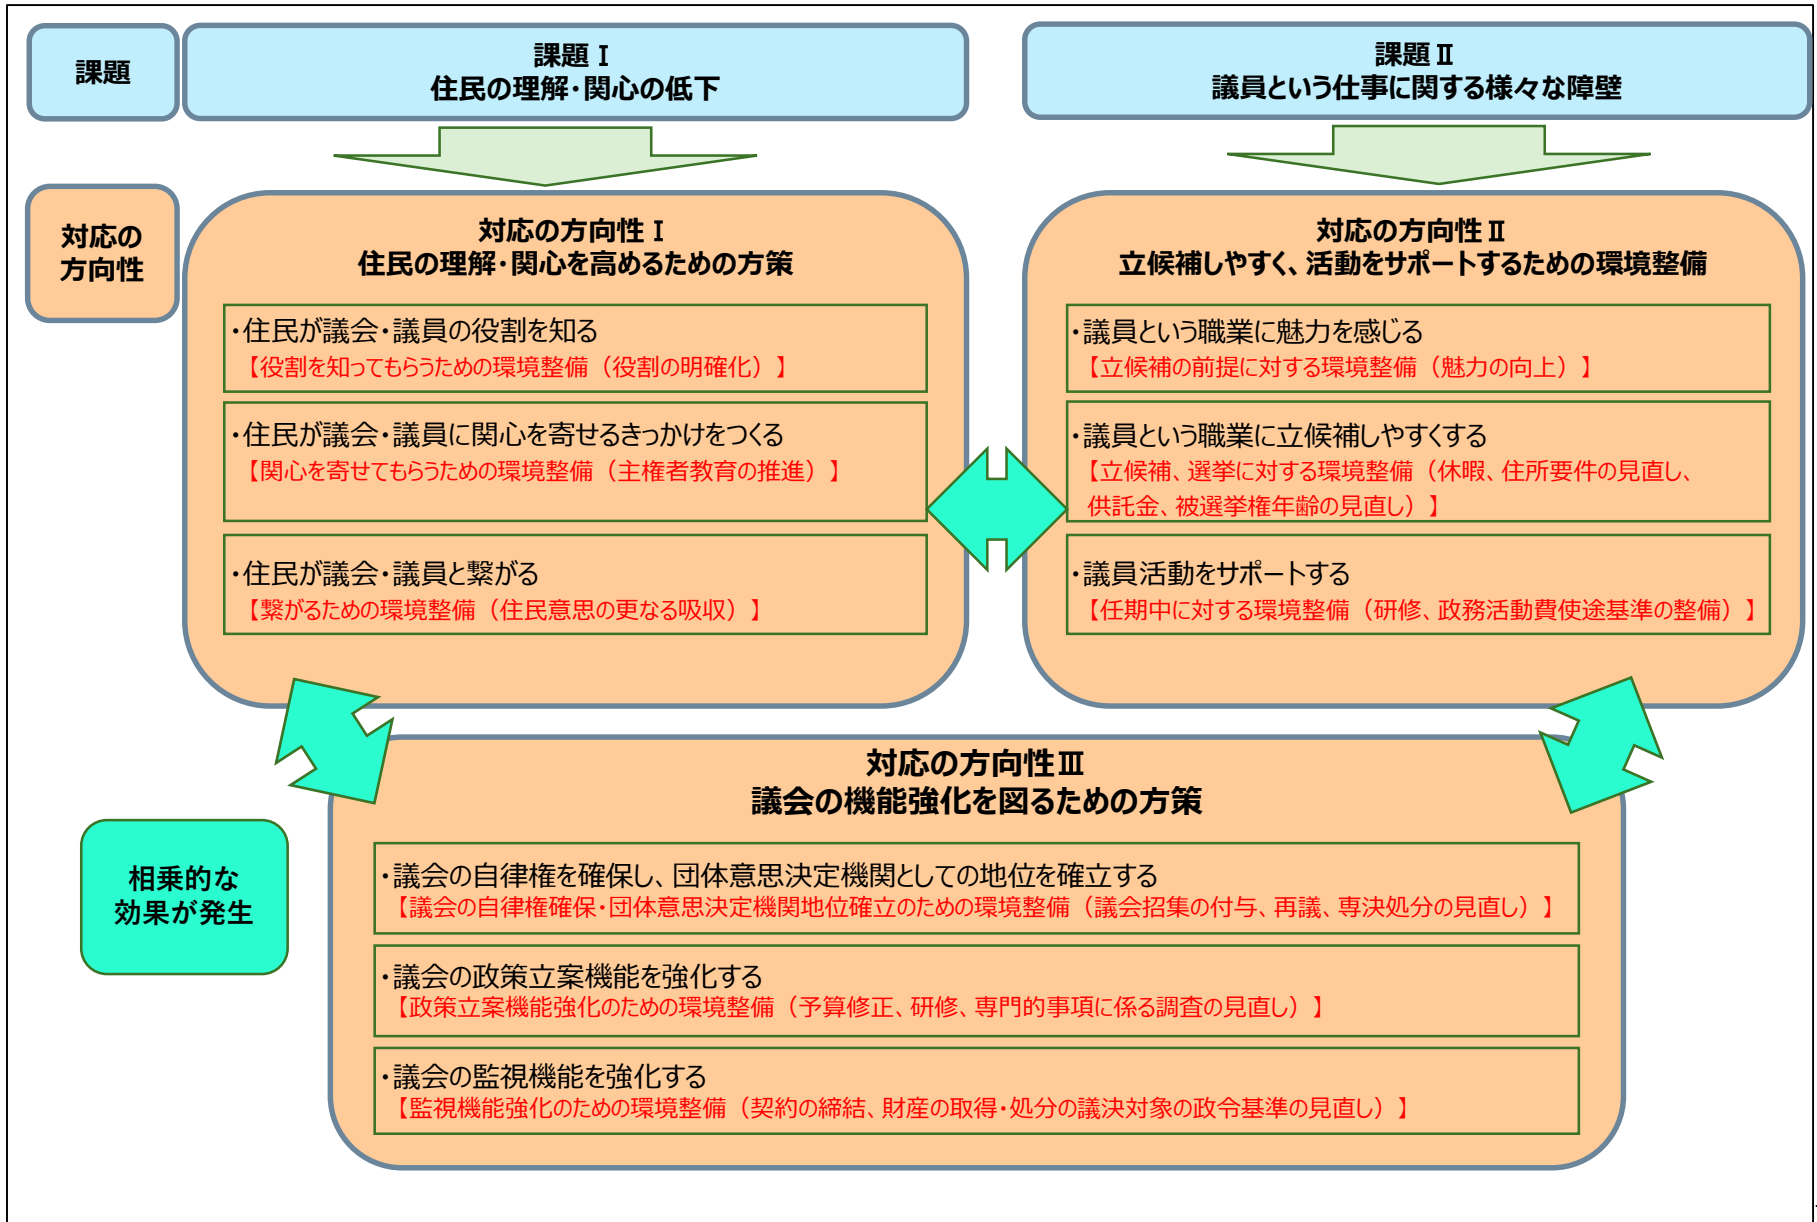 課題
課題Ⅰ
住民の理解・関心の低下
課題Ⅱ
議員という仕事に関する様々な障壁
対応の
方向性
対応の方向性Ⅰ
住民の理解・関心を高めるための方策
・住民が議会・議員の役割を知る
【役割を知ってもらうための環境整備（役割の明確化）】
・住民が議会・議員に関心を寄せるきっかけをつくる
【関心を寄せてもらうための環境整備（主権者教育の推進）】
・住民が議会・議員と繋がる
【繋がるための環境整備（住民意思の更なる吸収）】
対応の方向性Ⅱ
立候補しやすく、活動をサポートするための環境整備
・議員という職業に魅力を感じる
【立候補の前提に対する環境整備（魅力の向上）】
・議員という職業に立候補しやすくする
【立候補、選挙に対する環境整備（休暇、住所要件の見直し、
供託金、被選挙権年齢の見直し）】
・議員活動をサポートする
【任期中に対する環境整備（研修、政務活動費使途基準の整備）】
相乗的な
効果が発生
対応の方向性Ⅲ
議会の機能強化を図るための方策
・議会の自律権を確保し、団体意思決定機関としての地位を確立する
【議会の自律権確保・団体意思決定機関地位確立のための環境整備（議会招集の付与、再議、専決処分の見直し）】
・議会の政策立案機能を強化する
【政策立案機能強化のための環境整備（予算修正、研修、専門的事項に係る調査の見直し）】
・議会の監視機能を強化する
【監視機能強化のための環境整備（契約の締結、財産の取得・処分の議決対象の政令基準の見直し）】